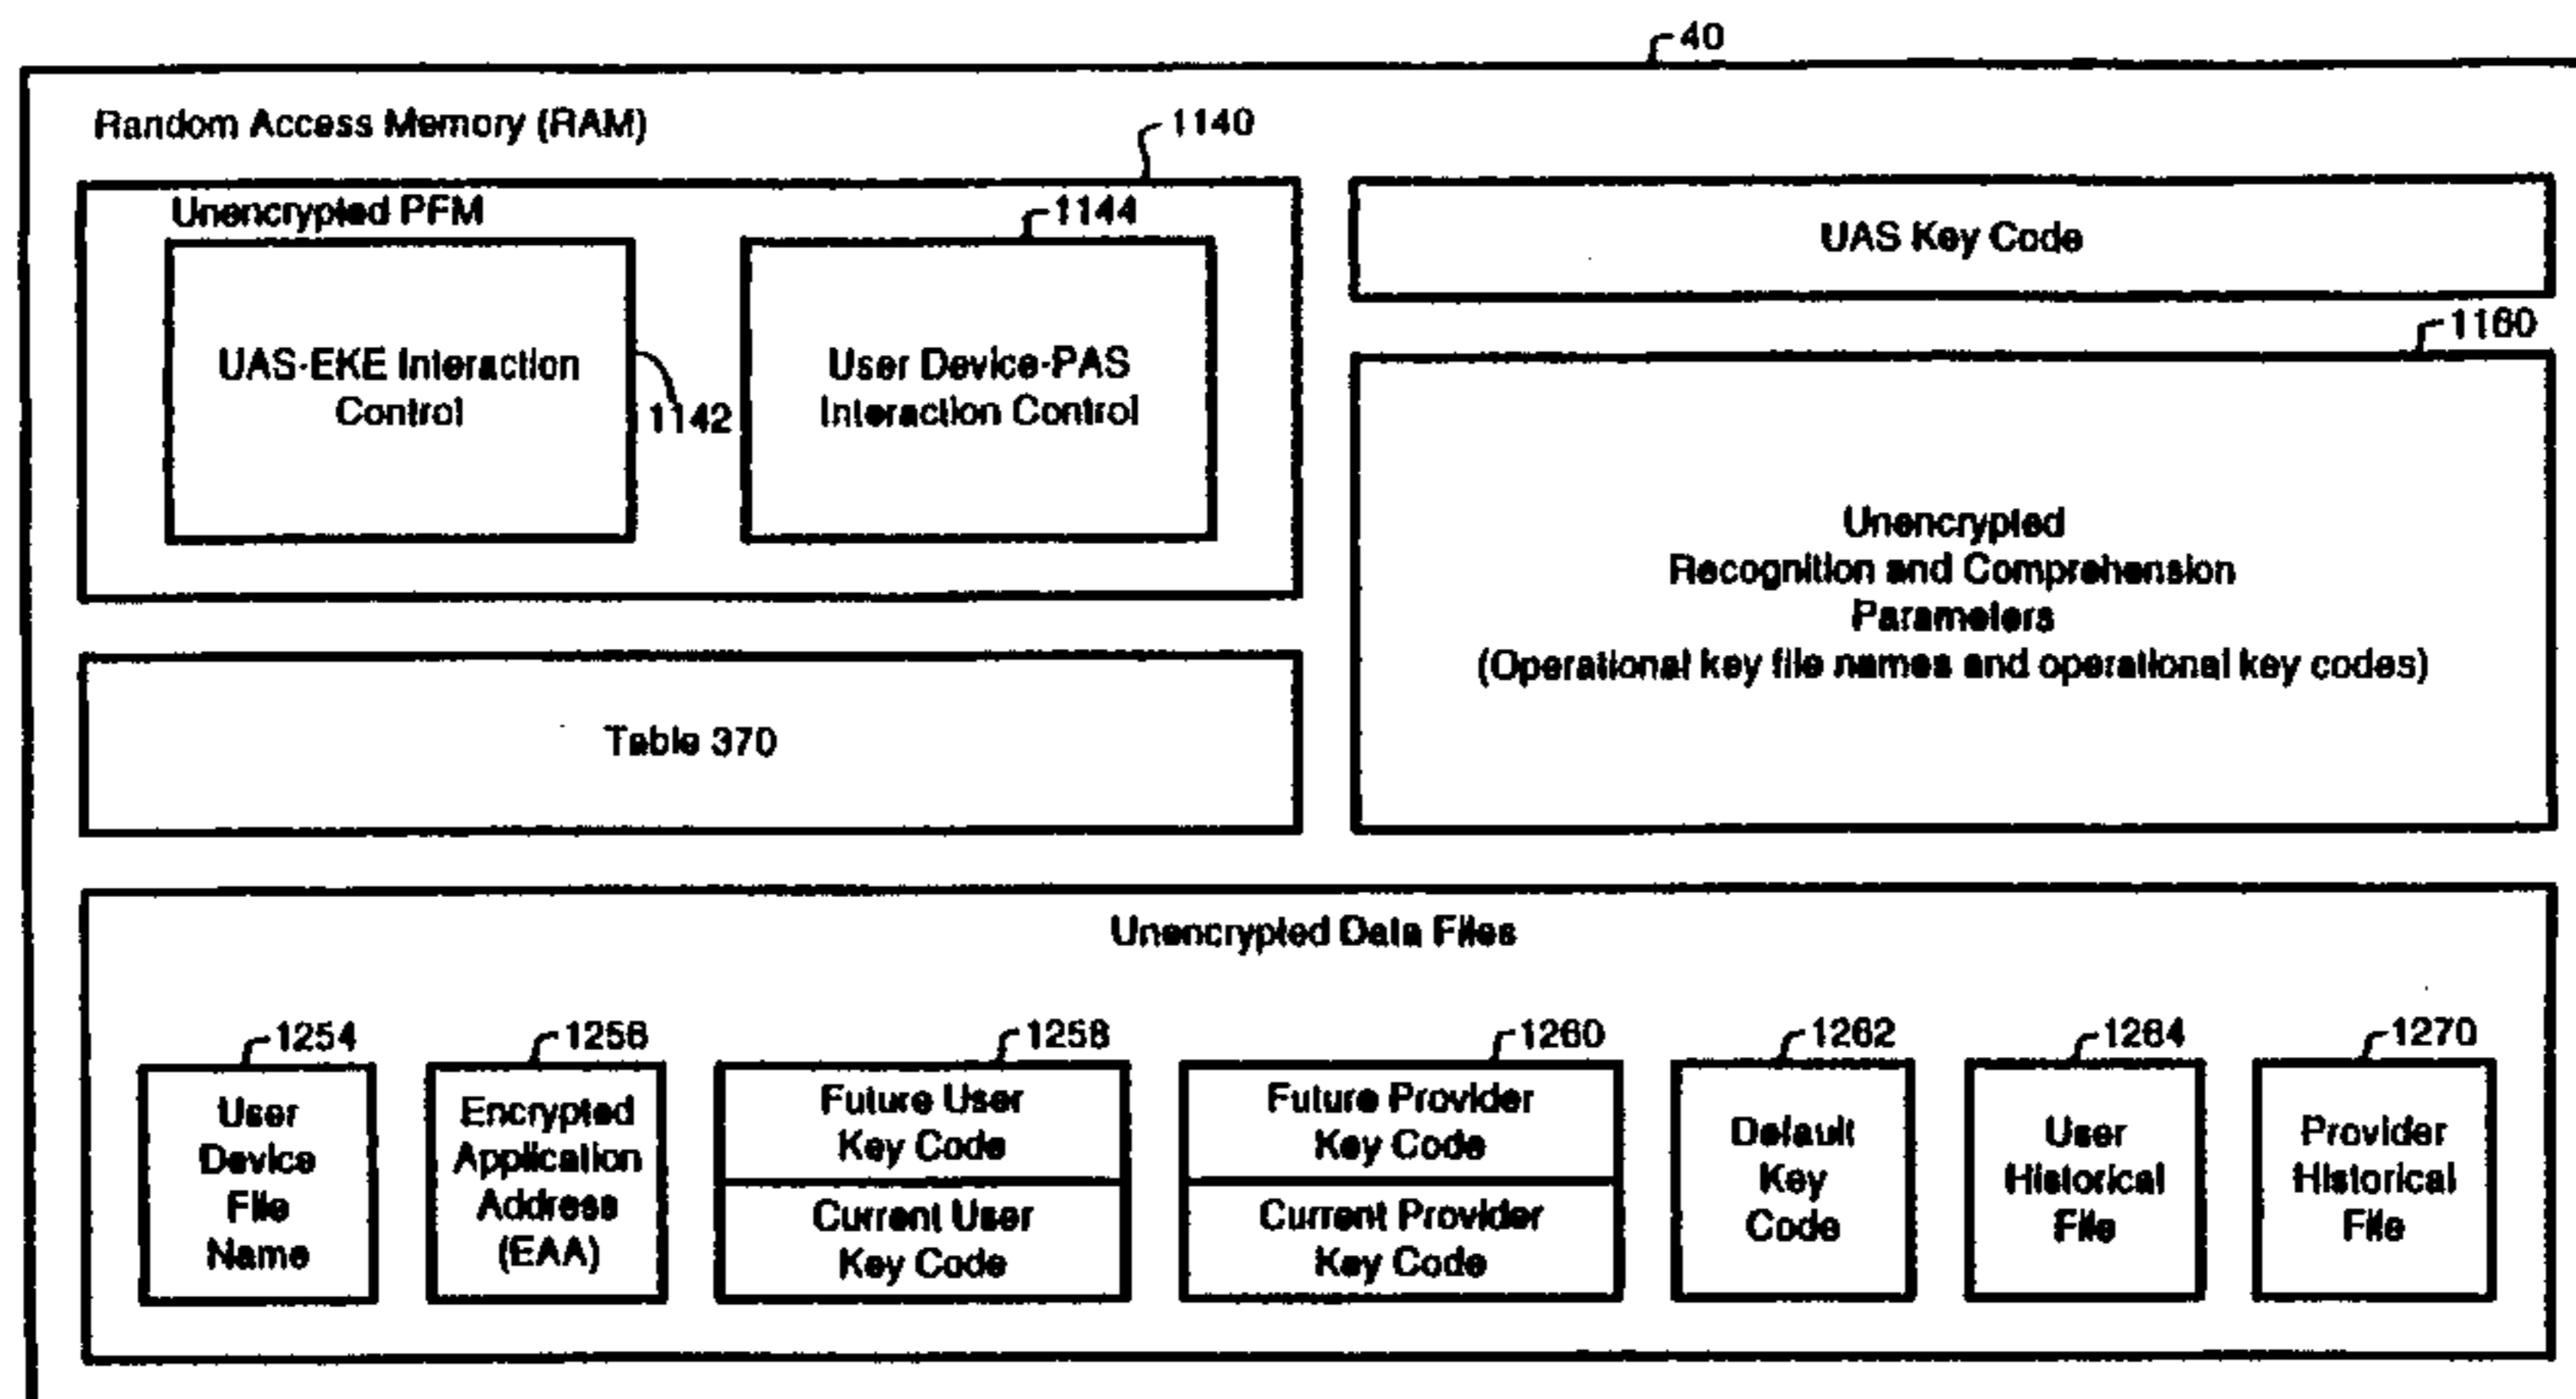 40
Random Access Memory (RAM)
1140
Unencrypted PFM
1144
UAS-EKE Interaction
Control
1142
User Device-PAS
Interaction Control
UAS Key Code
1160
Unencrypted
Recognition and Comprehension
Parameters
(Operational key file names and operational key codes)
Table 370
Unencrypted Data Files
1254
User
Device
File
Name
1256
Encrypted
Application
Address
(EAA)
1258
Future User
Key Code
Current User
Key Code
1260
Future Provider
Key Code
Current Provider
Key Code
1262
Default
Key
Code
1264
User
Historical
File
1270
Provider
Historical
File